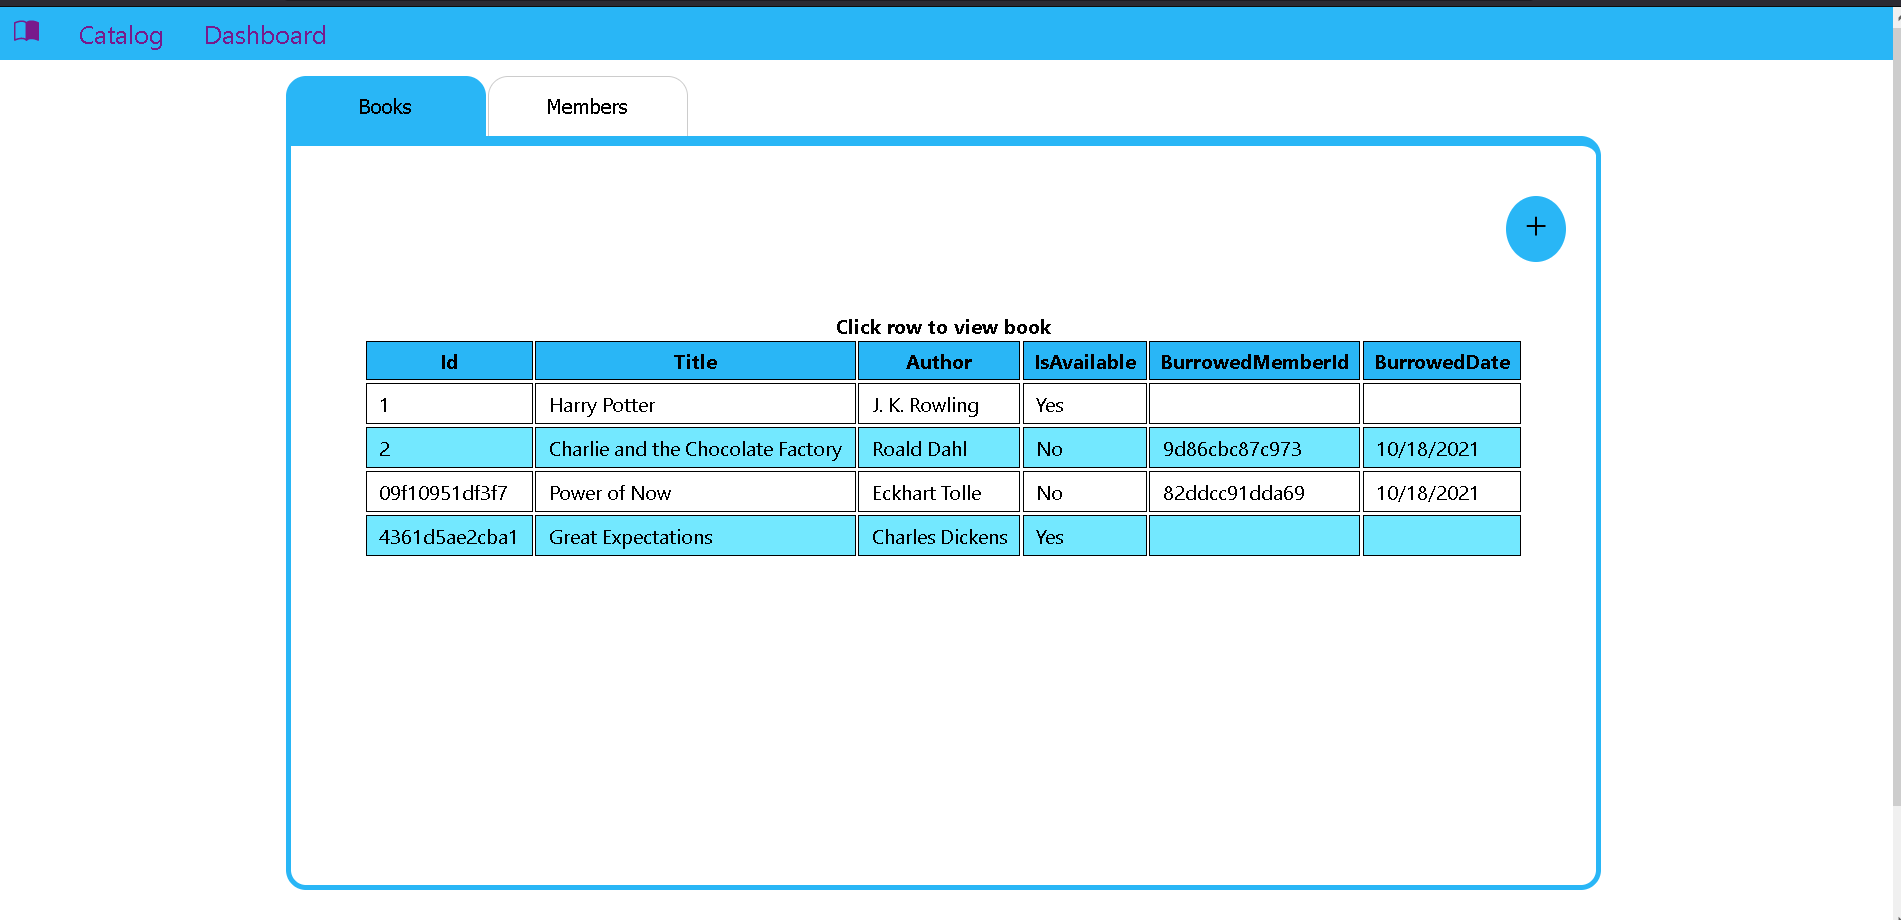 Catalog Dashboard
Books Members
+
Click row to view book
Id Title Author IsAvailable BurrowedMemberId BurrowedDate
1 Harry Potter J. K. Rowling Yes
2 Charlie and the Chocolate Factory Roald Dahl No 9d86cbc87c973 10/18/2021
09f10951df3f7 Power of Now Eckhart Tolle No 82ddcc91dda69 10/18/2021
4361d5ae2cba1 Great Expectations Charles Dickens Yes